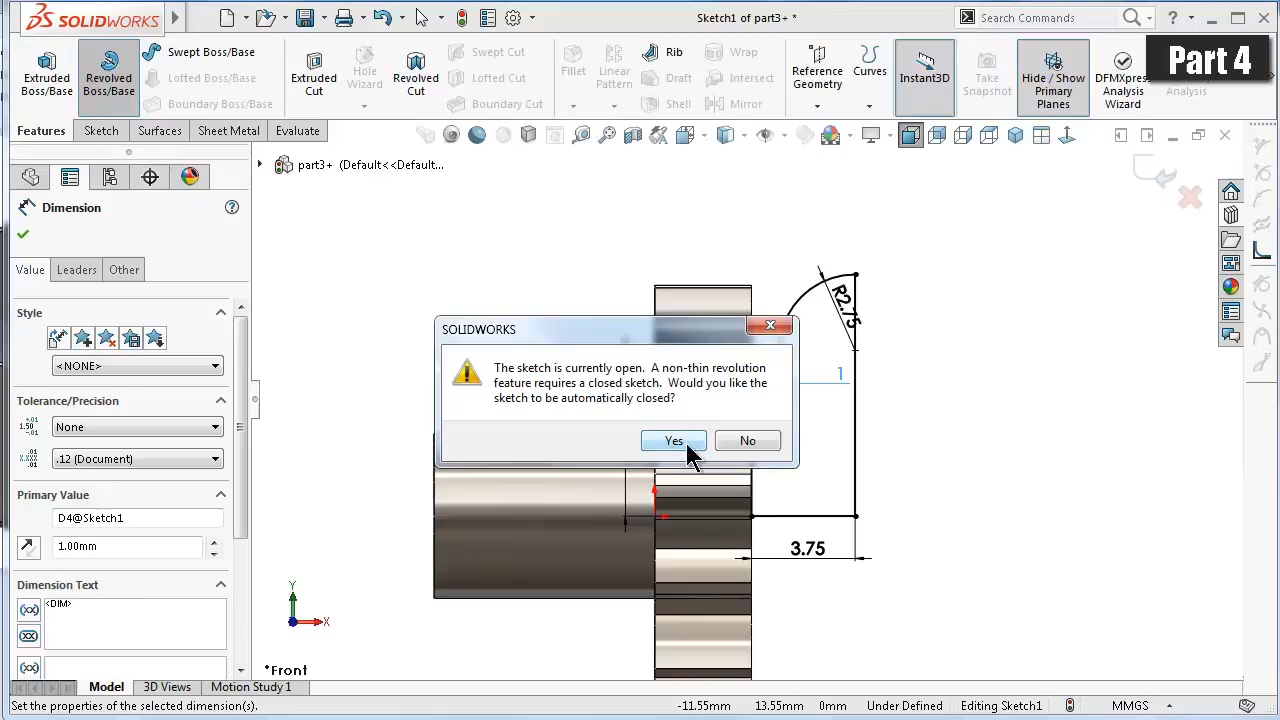 SOLIDWORKS
Sketch1 of part3+ *
Search Commands
?
Part 4
Extruded
Boss/Base
Revolved
Boss/Base
Swept Boss/Base
Lofted Boss/Base
Boundary Boss/Base
Extruded
Cut
Hole
Wizard
Revolved
Cut
Swept Cut
Lofted Cut
Boundary Cut
Fillet
Linear
Pattern
Rib
Draft
Shell
Wrap
Intersect
Mirror
Reference
Geometry
Curves
Instant3D
Take
Snapshot
Hide / Show
Primary
Planes
DFMXpress
Analysis
Wizard
Analysis
Features
Sketch
Surfaces
Sheet Metal
Evaluate
part3+ (Default<<Default...
Dimension
Value
Leaders
Other
Style
<NONE>
Tolerance/Precision
None
.12 (Document)
Primary Value
D4@Sketch1
1.00mm
Dimension Text
<DIM>
SOLIDWORKS
The sketch is currently open. A non-thin revolution
feature requires a closed sketch. Would you like the
sketch to be automatically closed?
Yes
No
R2.75
1
3.75
Y
X
*Front
Model
3D Views
Motion Study 1
Set the properties of the selected dimension(s).
-11.55mm
13.55mm
0mm
Under Defined
Editing Sketch1
MMGS